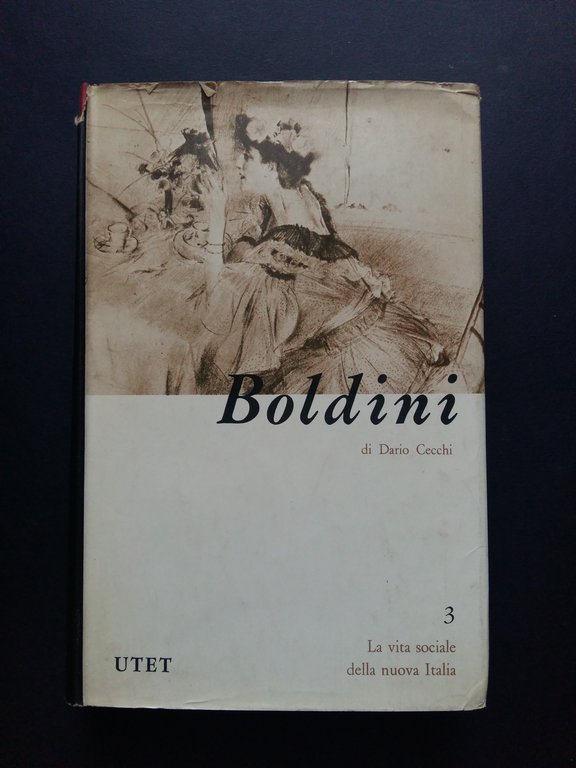 Boldini
di Dario Cecchi
3
La vita sociale
della nuova Italia
UTET